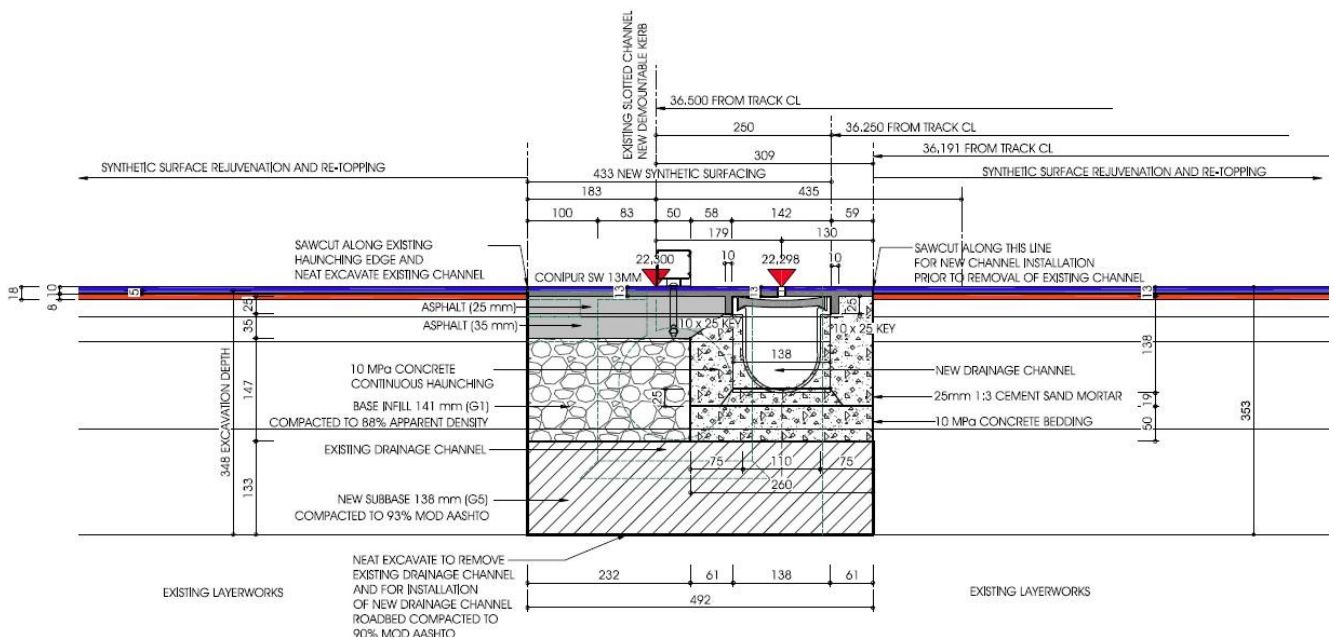 EXISTING SLOTTED CHANNEL
NEW DEMOUNTABLE KERB
36.500 FROM TRACK CL
250
36.250 FROM TRACK CL
309
36,191 FROM TRACK CL
SYNTHETIC SURFACE REJUVENATION AND RE-TOPPING
433 NEW SYNTHETIC SURFACING
SYNTHETIC SURFACE REJUVENATION AND RE-TOPPING
183
435
100
83
50
58
142
59
179
130
SAWCUT ALONG EXISTING
HAUNCHING EDGE AND
NEAT EXCAVATE EXISTING CHANNEL
SAWCUT ALONG THIS LINE
FOR NEW CHANNEL INSTALLATION
PRIOR TO REMOVAL OF EXISTING CHANNEL
22,300
10
22,298
10
CONIPUR SW 13MM
18
10
8
5
13
13
13
25
ASPHALT (25 mm)
25
35
ASPHALT (35 mm)
10 x 25 KEY
10 x 25 KEY
138
138
348 EXCAVATION DEPTH
147
10 MPa CONCRETE
CONTINUOUS HAUNCHING
NEW DRAINAGE CHANNEL
BASE INFILL 141 mm (G1)
COMPACTED TO 88% APPARENT DENSITY
25
25mm 1:3 CEMENT SAND MORTAR
19
10 MPa CONCRETE BEDDING
50
353
EXISTING DRAINAGE CHANNEL
75
110
75
260
133
NEW SUBBASE 138 mm (G5)
COMPACTED TO 93% MOD AASHTO
NEAT EXCAVATE TO REMOVE
EXISTING DRAINAGE CHANNEL
AND FOR INSTALLATION
OF NEW DRAINAGE CHANNEL
ROADBED COMPACTED TO
90% MOD AASHTO
232
61
138
61
492
EXISTING LAYERWORKS
EXISTING LAYERWORKS